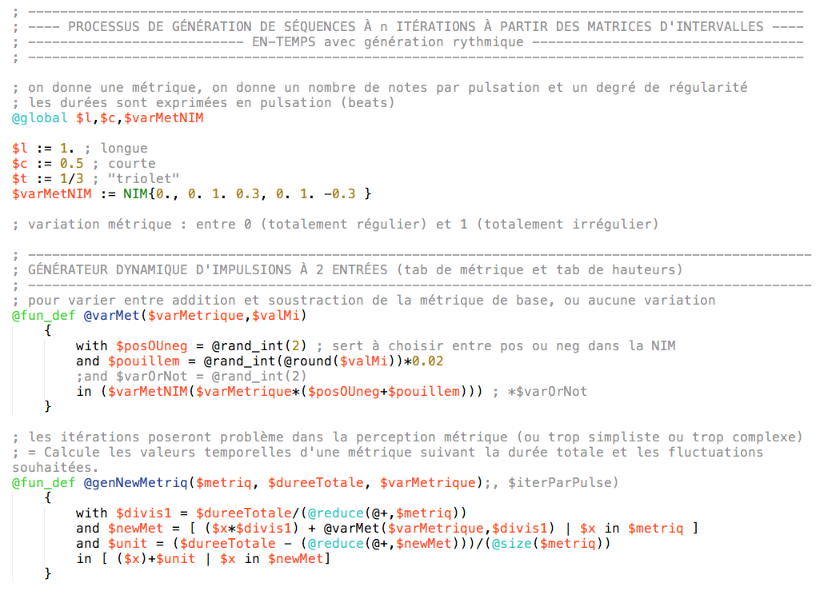 ; ----------------------------------------------------------------------------------------------
; ---- PROCESSUS DE GÉNÉRATION DE SÉQUENCES À n ITÉRATIONS À PARTIR DES MATRICES D'INTERVALLES ----
; -------------------------- EN-TEMPS avec génération rythmique ---------------------------------
; ----------------------------------------------------------------------------------------------
; on donne une métrique, on donne un nombre de notes par pulsation et un degré de régularité
; les durées sont exprimées en pulsation (beats)
@global $l,$c,$varMetNIM
$l := 1. ; longue
$c := 0.5 ; courte
$t := 1/3 ; "triolet"
$varMetNIM := NIM{0., 0. 1. 0.3, 0. 1. -0.3 }
; variation métrique : entre 0 (totalement régulier) et 1 (totalement irrégulier)
; -----------------------------------------------------------------------------------------------
; GÉNÉRATEUR DYNAMIQUE D'IMPULSIONS À 2 ENTRÉES (tab de métrique et tab de hauteurs)
; -----------------------------------------------------------------------------------------------
; pour varier entre addition et soustraction de la métrique de base, ou aucune variation
@fun_def @varMet($varMetrique,$valMi)
{
with $posOUneg = @rand_int(2) ; sert à choisir entre pos ou neg dans la NIM
and $pouillem = @rand_int(@round($valMi))*0.02
;and $varOrNot = @rand_int(2)
in ($varMetNIM($varMetrique*($posOUneg+$pouillem))) ; *$varOrNot
}
; les itérations poseront problème dans la perception métrique (ou trop simpliste ou trop complexe)
; = Calcule les valeurs temporelles d'une métrique suivant la durée totale et les fluctuations
souhaitées.
@fun_def @genNewMetriq($metriq, $dureeTotale, $varMetrique);, $iterParPulse)
{
with $divis1 = $dureeTotale/(@reduce(@+,$metriq))
and $newMet = [ ($x*$divis1) + @varMet($varMetrique,$divis1) | $x in $metriq ]
and $unit = ($dureeTotale - (@reduce(@+,$newMet)))/(@size($metriq))
in [ ($x)+$unit | $x in $newMet]
}